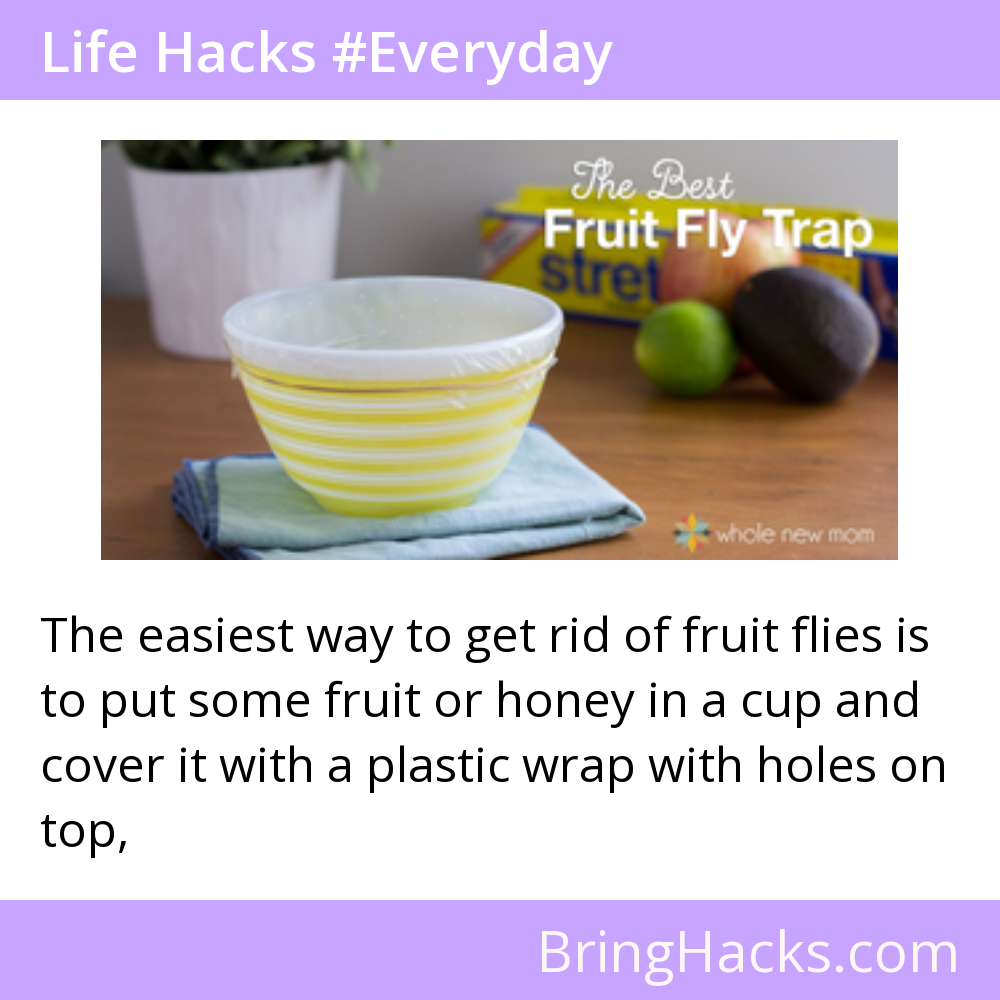 Life Hacks #Everyday
The Best
Fruit Fly Trap
stret
whole new mom
The easiest way to get rid of fruit flies is
to put some fruit or honey in a cup and
cover it with a plastic wrap with holes on
top,
BringHacks.com